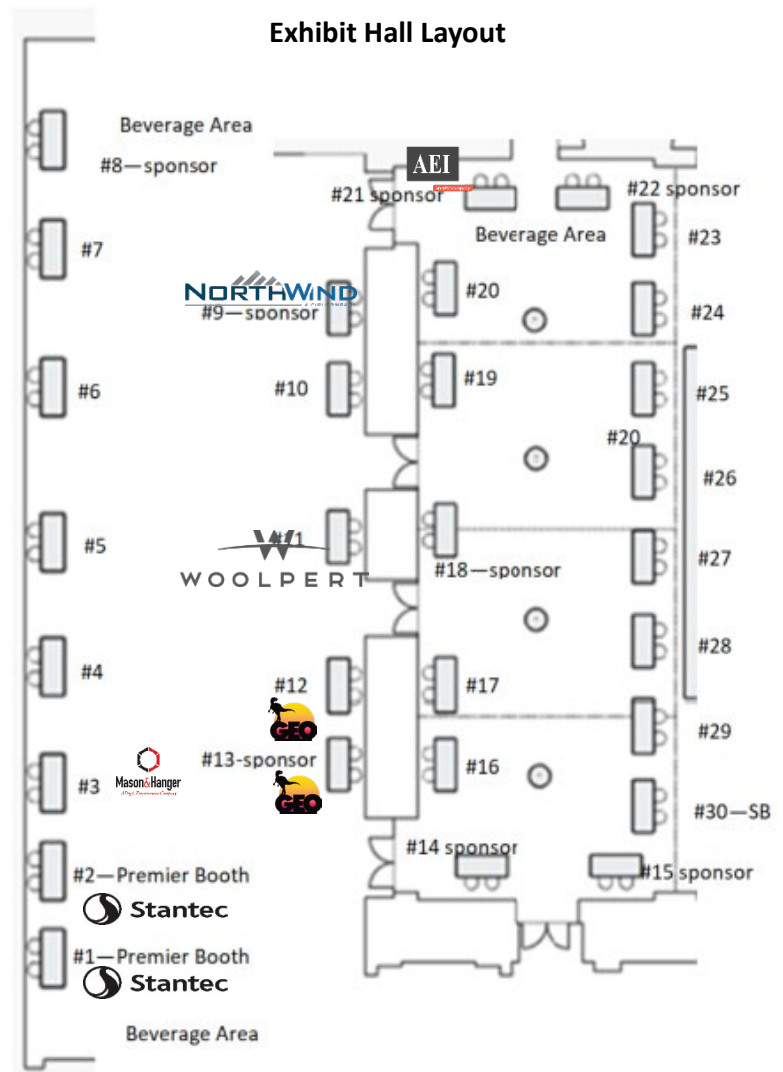 Exhibit Hall Layout
Beverage Area
#8—sponsor
#7
#6
#5
#4
#3
Mason&Hanger
#2—Premier Booth
Stantec
#1—Premier Booth
Stantec
Beverage Area
NORTHWIND
#9—sponsor
#10
WOOLPERT
#12
GEO
#13-sponsor
GEO
AEI
#21 sponsor
#22 sponsor
Beverage Area
#20
#19
#18—sponsor
#17
#16
#14 sponsor
#15 sponsor
#23
#24
#25
#20
#26
#27
#28
#29
#30—SB